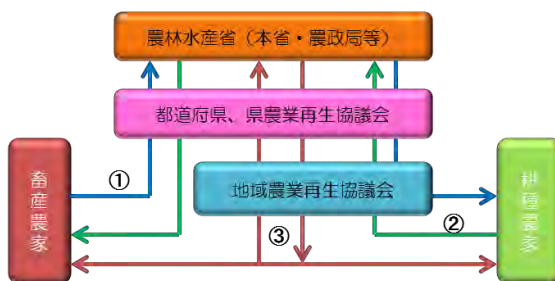 農林水産省（本省・農政局等）
都道府県、県農業再生協議会
畜産農家
①
地域農業再生協議会
耕種農家
②
③